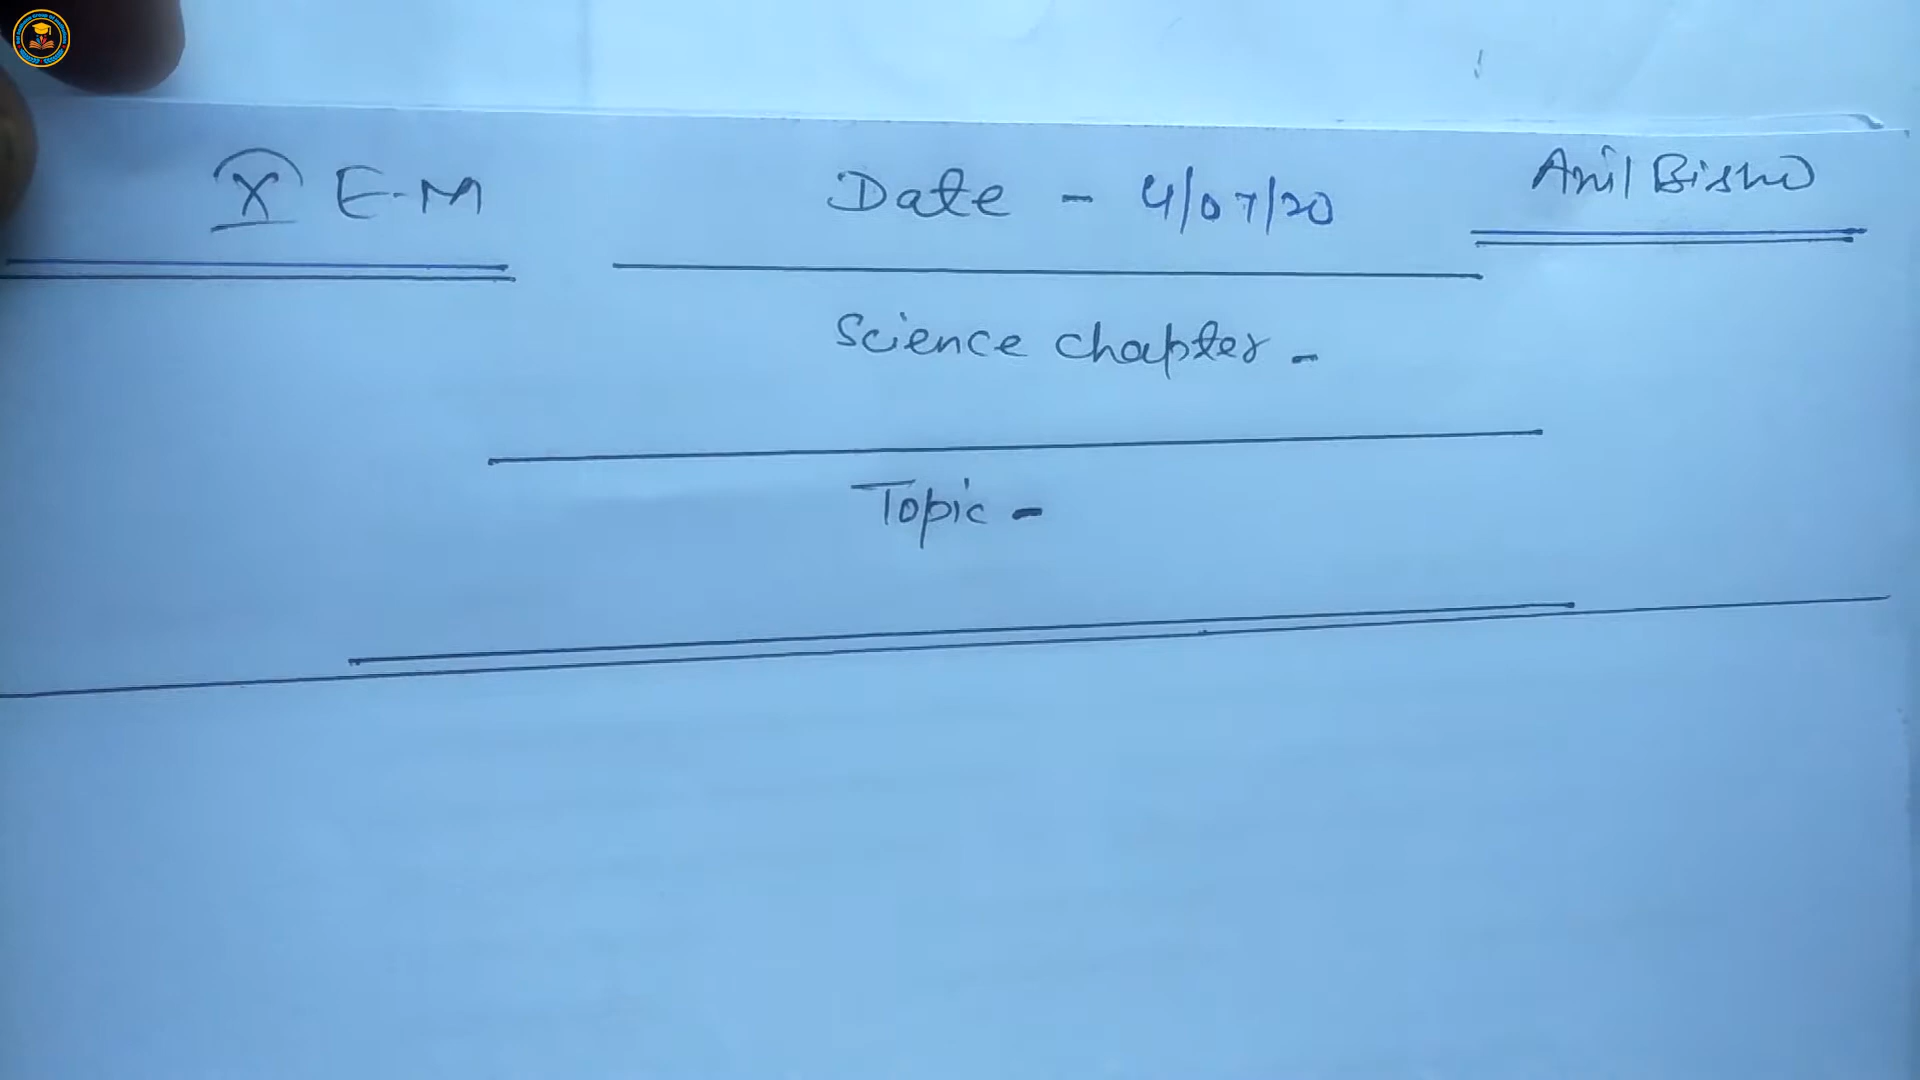 X E-M Date - 4/07/20 Anil Bishno
Science chapter -
Topic -